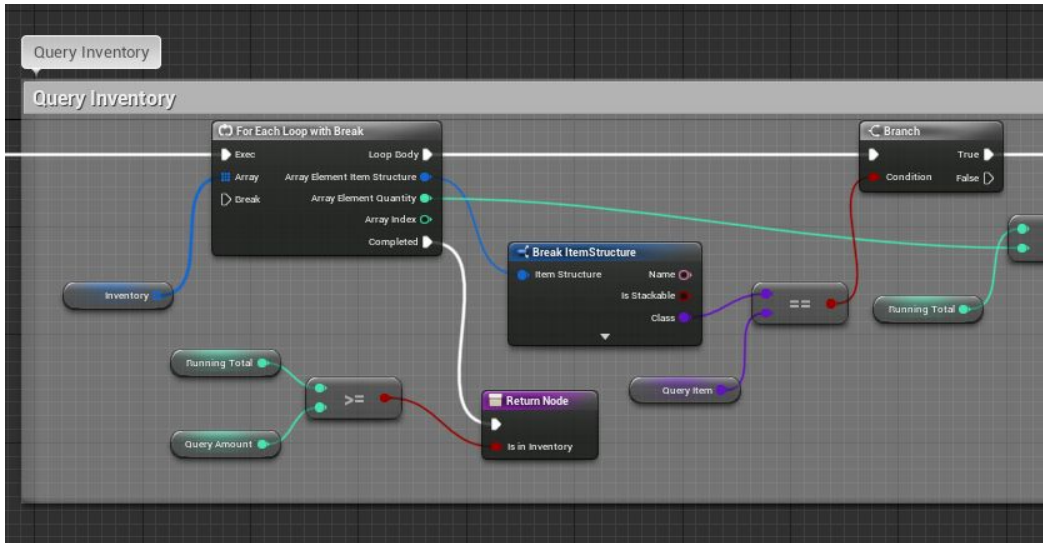 Query Inventory
Query Inventory
For Each Loop with Break
Exec
Loop Body
Array
Array Element Item Structure
Break
Array Element Quantity
Array Index
Completed
Branch
True
Condition
False
Break ItemStructure
Item Structure
Name
Is Stackable
Class
Inventory
==
Running Total
Running Total
>=
Query Amount
Query Item
Return Node
Is in Inventory